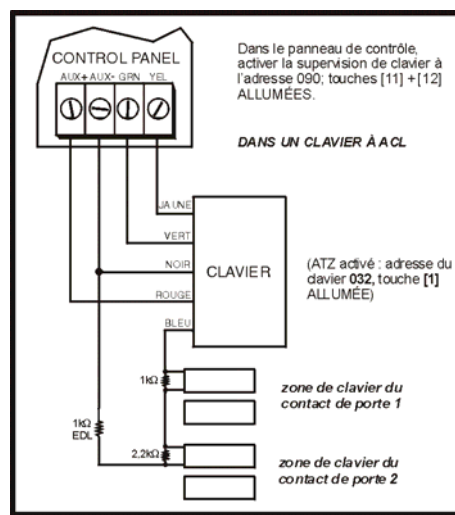 CONTROL PANEL
AUX+ AUX- GRN YEL
Dans le panneau de contrôle,
activer la supervision de clavier à
l'adresse 090; touches [11] +[12]
ALLUMÉES.
DANS UN CLAVIER À ACL
JAUNE
VERT
NOIR
ROUGE
BLEU
CLAVIER
(ATZ activé : adresse du
clavier 032, touche [1]
ALLUMÉE)
1kΩ
zone de clavier du
contact de porte 1
1kΩ
EDL
2,2kΩ
zone de clavier du
contact de porte 2